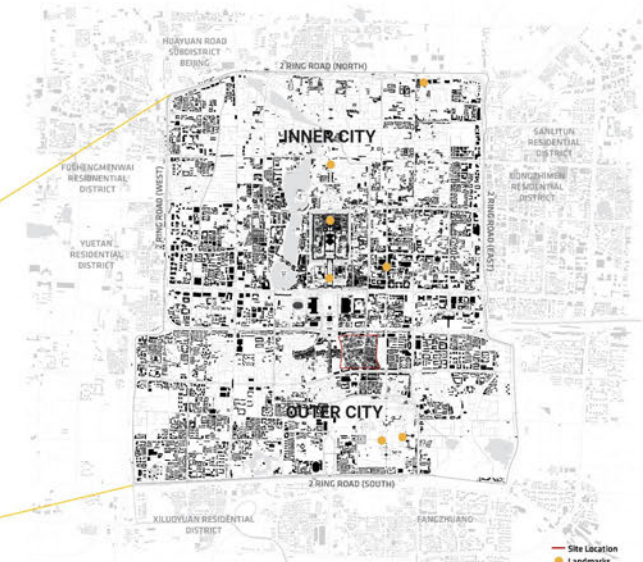 HUAYUAN ROAD
SUBDISTRICT
BEIJING
2 RING ROAD (NORTH)
INNER CITY
SANLITUN
RESIDENTIAL
DISTRICT
FUCHENGMENWAI
RESIDNENTIAL
DISTRICT
DONGZHIMEN
RESIDENTIAL
DISTRICT
2 RING ROAD (WEST)
2 RING ROAD (EAST)
YUETAN
RESIDENTIAL
DISTRICT
OUTER CITY
2 RING ROAD (SOUTH)
XILUOYUAN RESIDENTIAL
DISTRICT
FANGZHUANG
Site Location
Landmarks